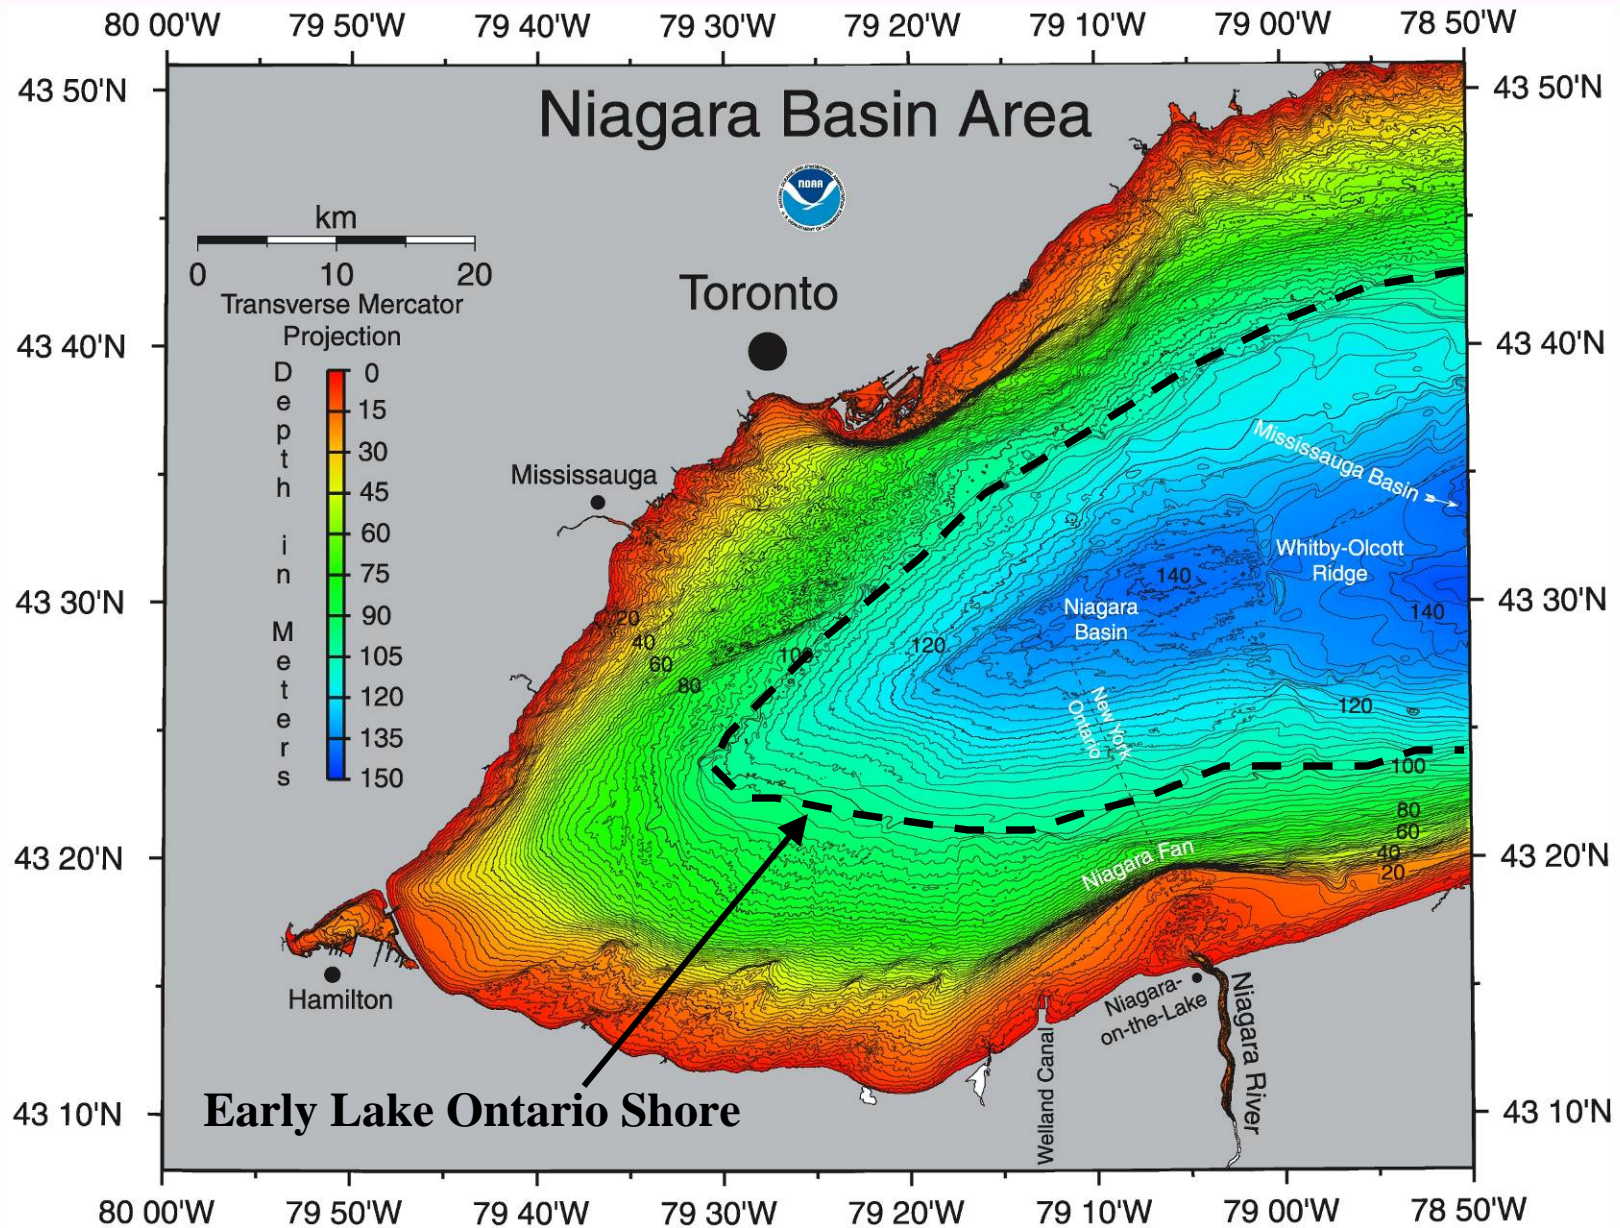 80 00'W 79 50'W 79 40'W 79 30'W 79 20'W 79 10'W 79 00'W 78 50'W
43 50'N
43 50'N
Niagara Basin Area
NOAA
km
0 10 20
Transverse Mercator
Projection
Toronto
43 40'N
43 40'N
Depth in Meters
0
15
30
45
60
75
90
105
120
135
150
Mississauga
Mississauga Basin
Whitby-Olcott
Ridge
140
140
Niagara
Basin
43 30'N
43 30'N
20
40
60
80
100
120
120
New York
Ontario
100
80
60
40
20
Niagara Fan
43 20'N
43 20'N
Hamilton
Niagara-
on-the-Lake
Niagara River
Welland Canal
Early Lake Ontario Shore
43 10'N
43 10'N
80 00'W 79 50'W 79 40'W 79 30'W 79 20'W 79 10'W 79 00'W 78 50'W